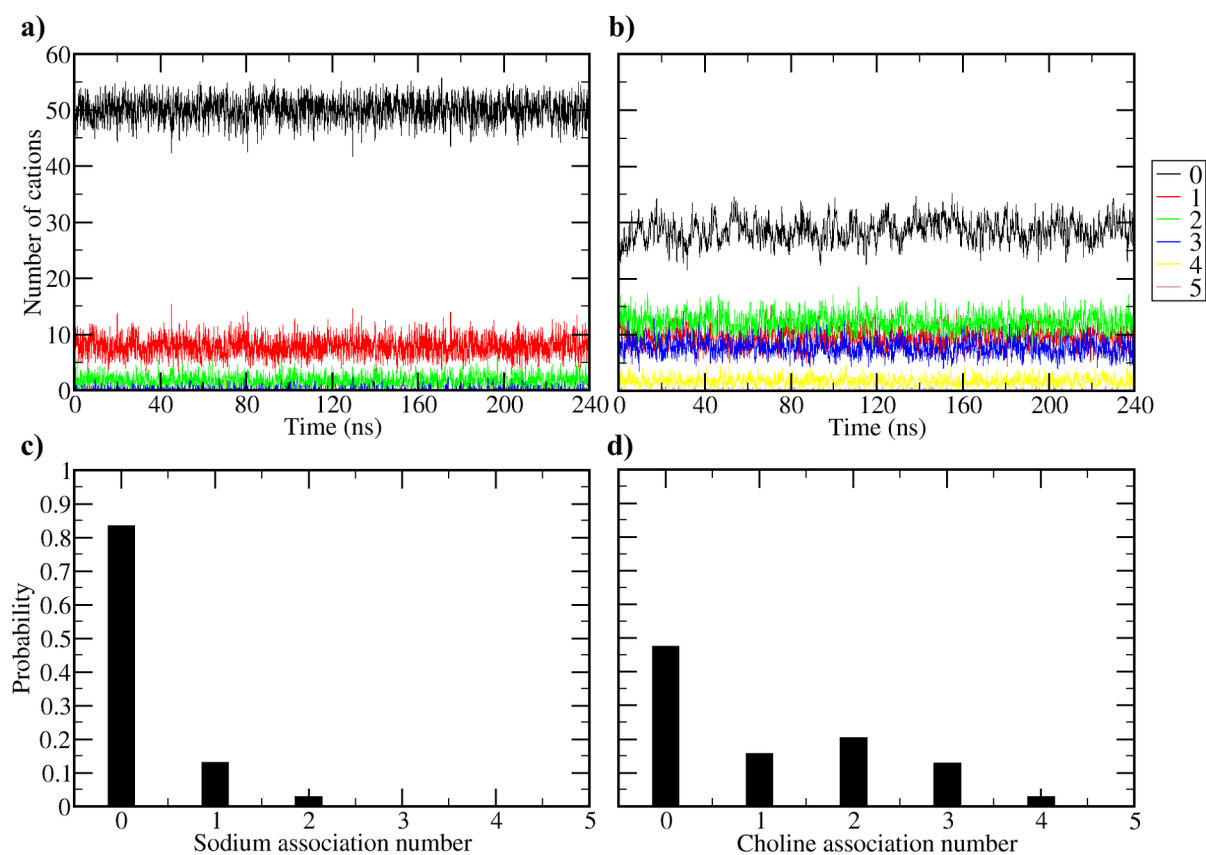 a)
60
50
40
30
20
10
0
Number of cations
0 40 80 120 160 200 240
Time (ns)
b)
0 40 80 120 160 200 240
Time (ns)
0
1
2
3
4
5
c)
1
0.9
0.8
0.7
0.6
0.5
0.4
0.3
0.2
0.1
0
Probability
0 1 2 3 4 5
Sodium association number
d)
0 1 2 3 4 5
Choline association number